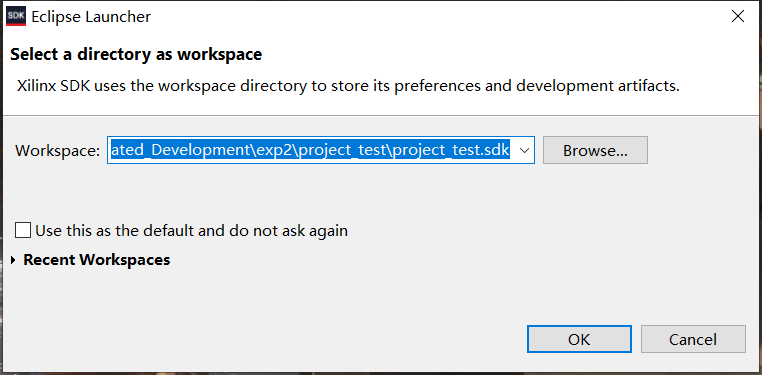 SDK Eclipse Launcher
Select a directory as workspace
Xilinx SDK uses the workspace directory to store its preferences and development artifacts.
Workspace: ated_Development\exp2\project_test\project_test.sdk Browse...
Use this as the default and do not ask again
Recent Workspaces
OK Cancel